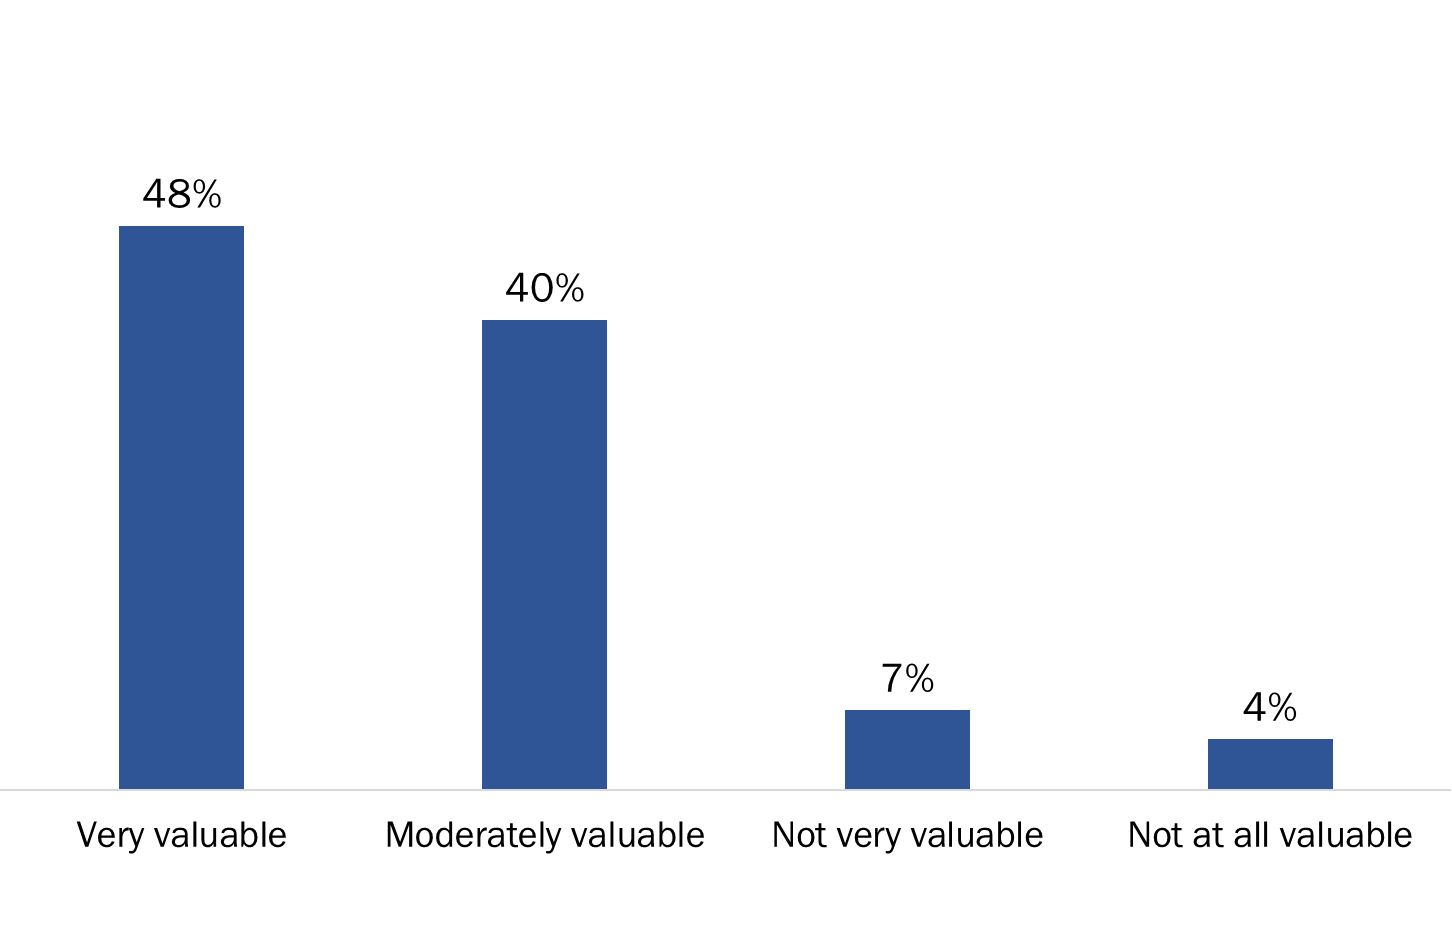 48%
40%
7%
4%
Very valuable
Moderately valuable
Not very valuable
Not at all valuable